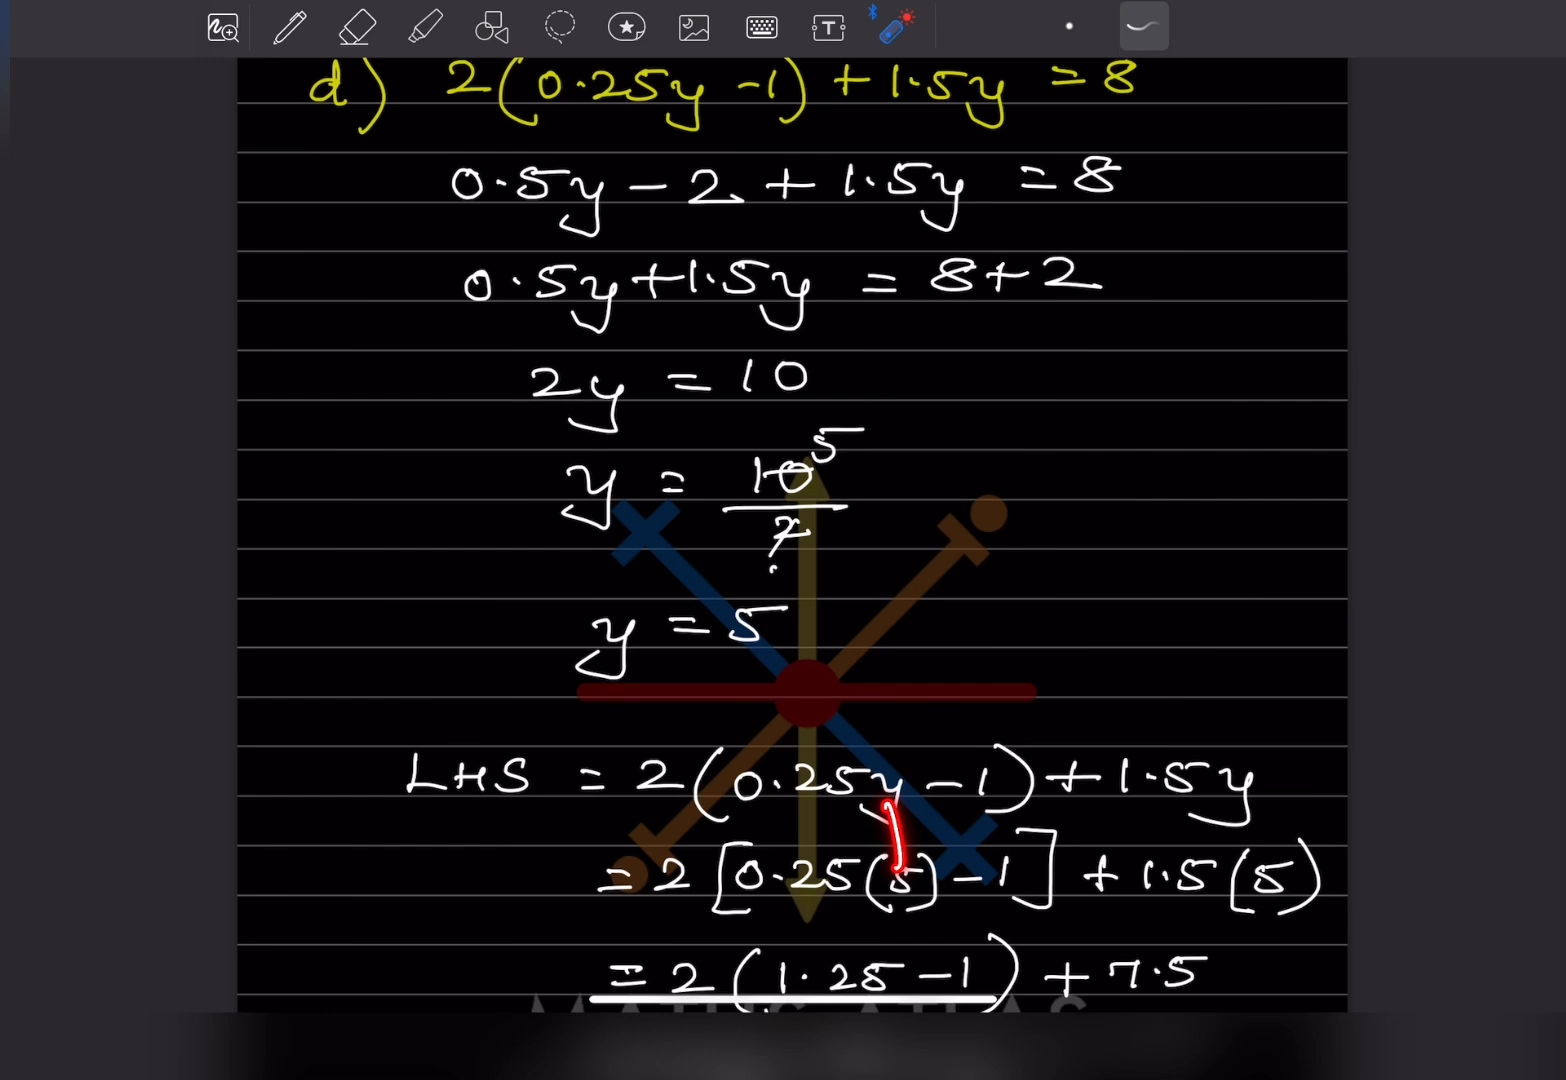 d) 2(0.25y -1) + 1.5y = 8
0.5y - 2 + 1.5y = 8
0.5y + 1.5y = 8 + 2
2y = 10
y = 10/2 5
y = 5
LHS = 2(0.25y - 1) + 1.5y
= 2[0.25(5) - 1] + 1.5(5)
= 2(1.25 - 1) + 7.5